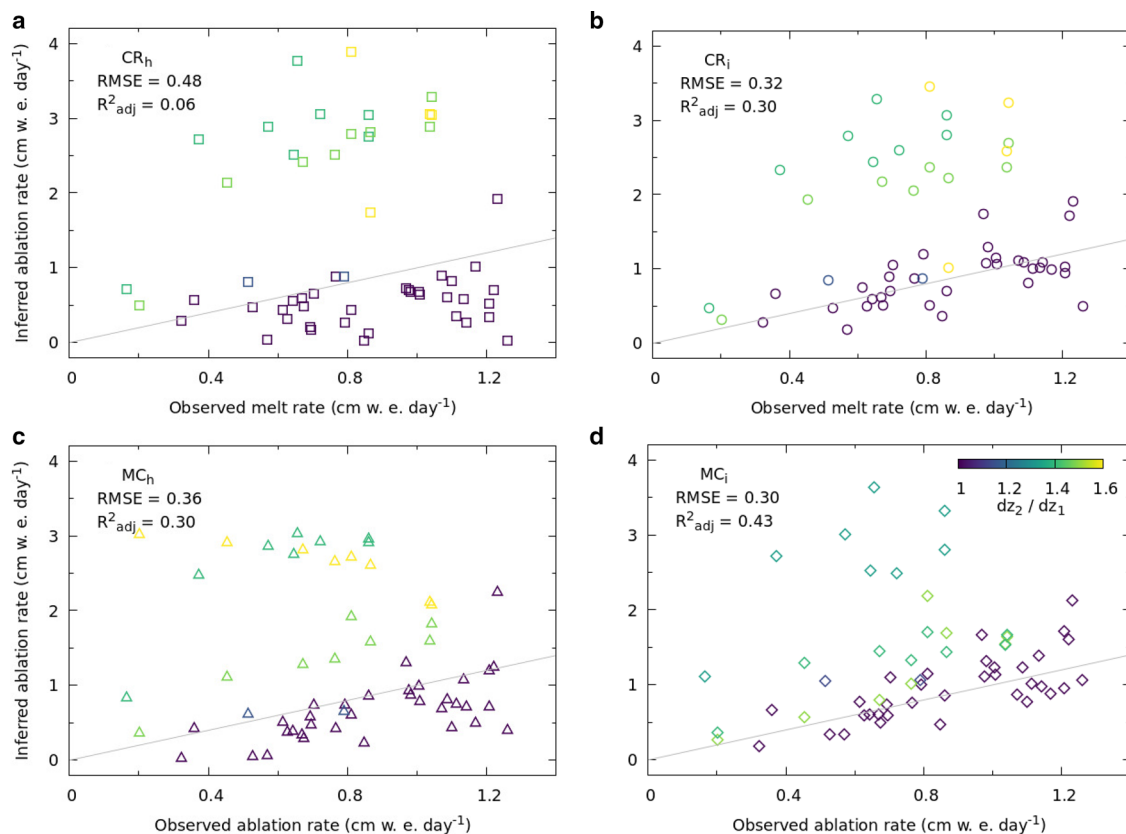 a
CRh
RMSE = 0.48
R²adj = 0.06
Inferred ablation rate (cm w. e. day⁻¹)
4
3
2
1
0
0 0.4 0.8 1.2
Observed melt rate (cm w. e. day⁻¹)
b
CRi
RMSE = 0.32
R²adj = 0.30
4
3
2
1
0
0 0.4 0.8 1.2
Observed melt rate (cm w. e. day⁻¹)
c
MCh
RMSE = 0.36
R²adj = 0.30
Inferred ablation rate (cm w. e. day⁻¹)
4
3
2
1
0
0 0.4 0.8 1.2
Observed ablation rate (cm w. e. day⁻¹)
d
MCi
RMSE = 0.30
R²adj = 0.43
1 1.2 1.4 1.6
dz₂ / dz₁
4
3
2
1
0
0 0.4 0.8 1.2
Observed ablation rate (cm w. e. day⁻¹)